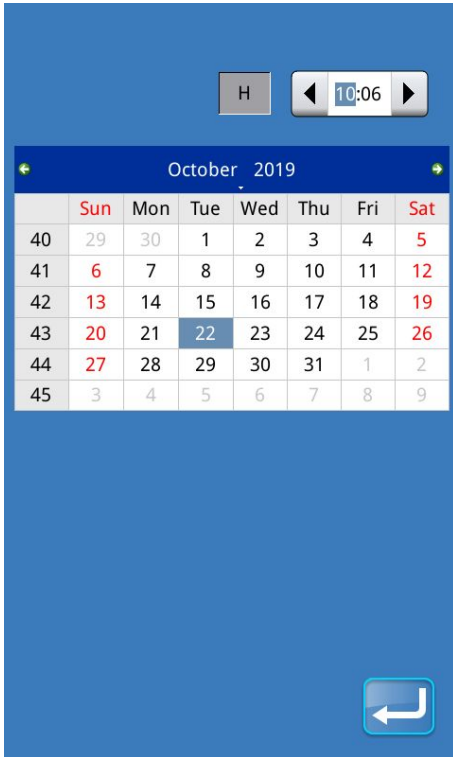 H 10:06
October 2019
Sun Mon Tue Wed Thu Fri Sat
40 29 30 1 2 3 4 5
41 6 7 8 9 10 11 12
42 13 14 15 16 17 18 19
43 20 21 22 23 24 25 26
44 27 28 29 30 31 1 2
45 3 4 5 6 7 8 9